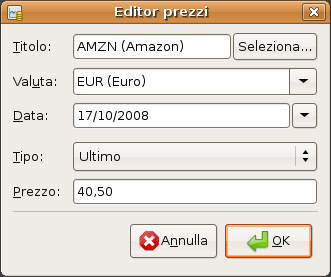 Editor prezzi
Titolo: AMZN (Amazon) Seleziona...
Valuta: EUR (Euro)
Data: 17/10/2008
Tipo: Ultimo
Prezzo: 40,50
Annulla OK